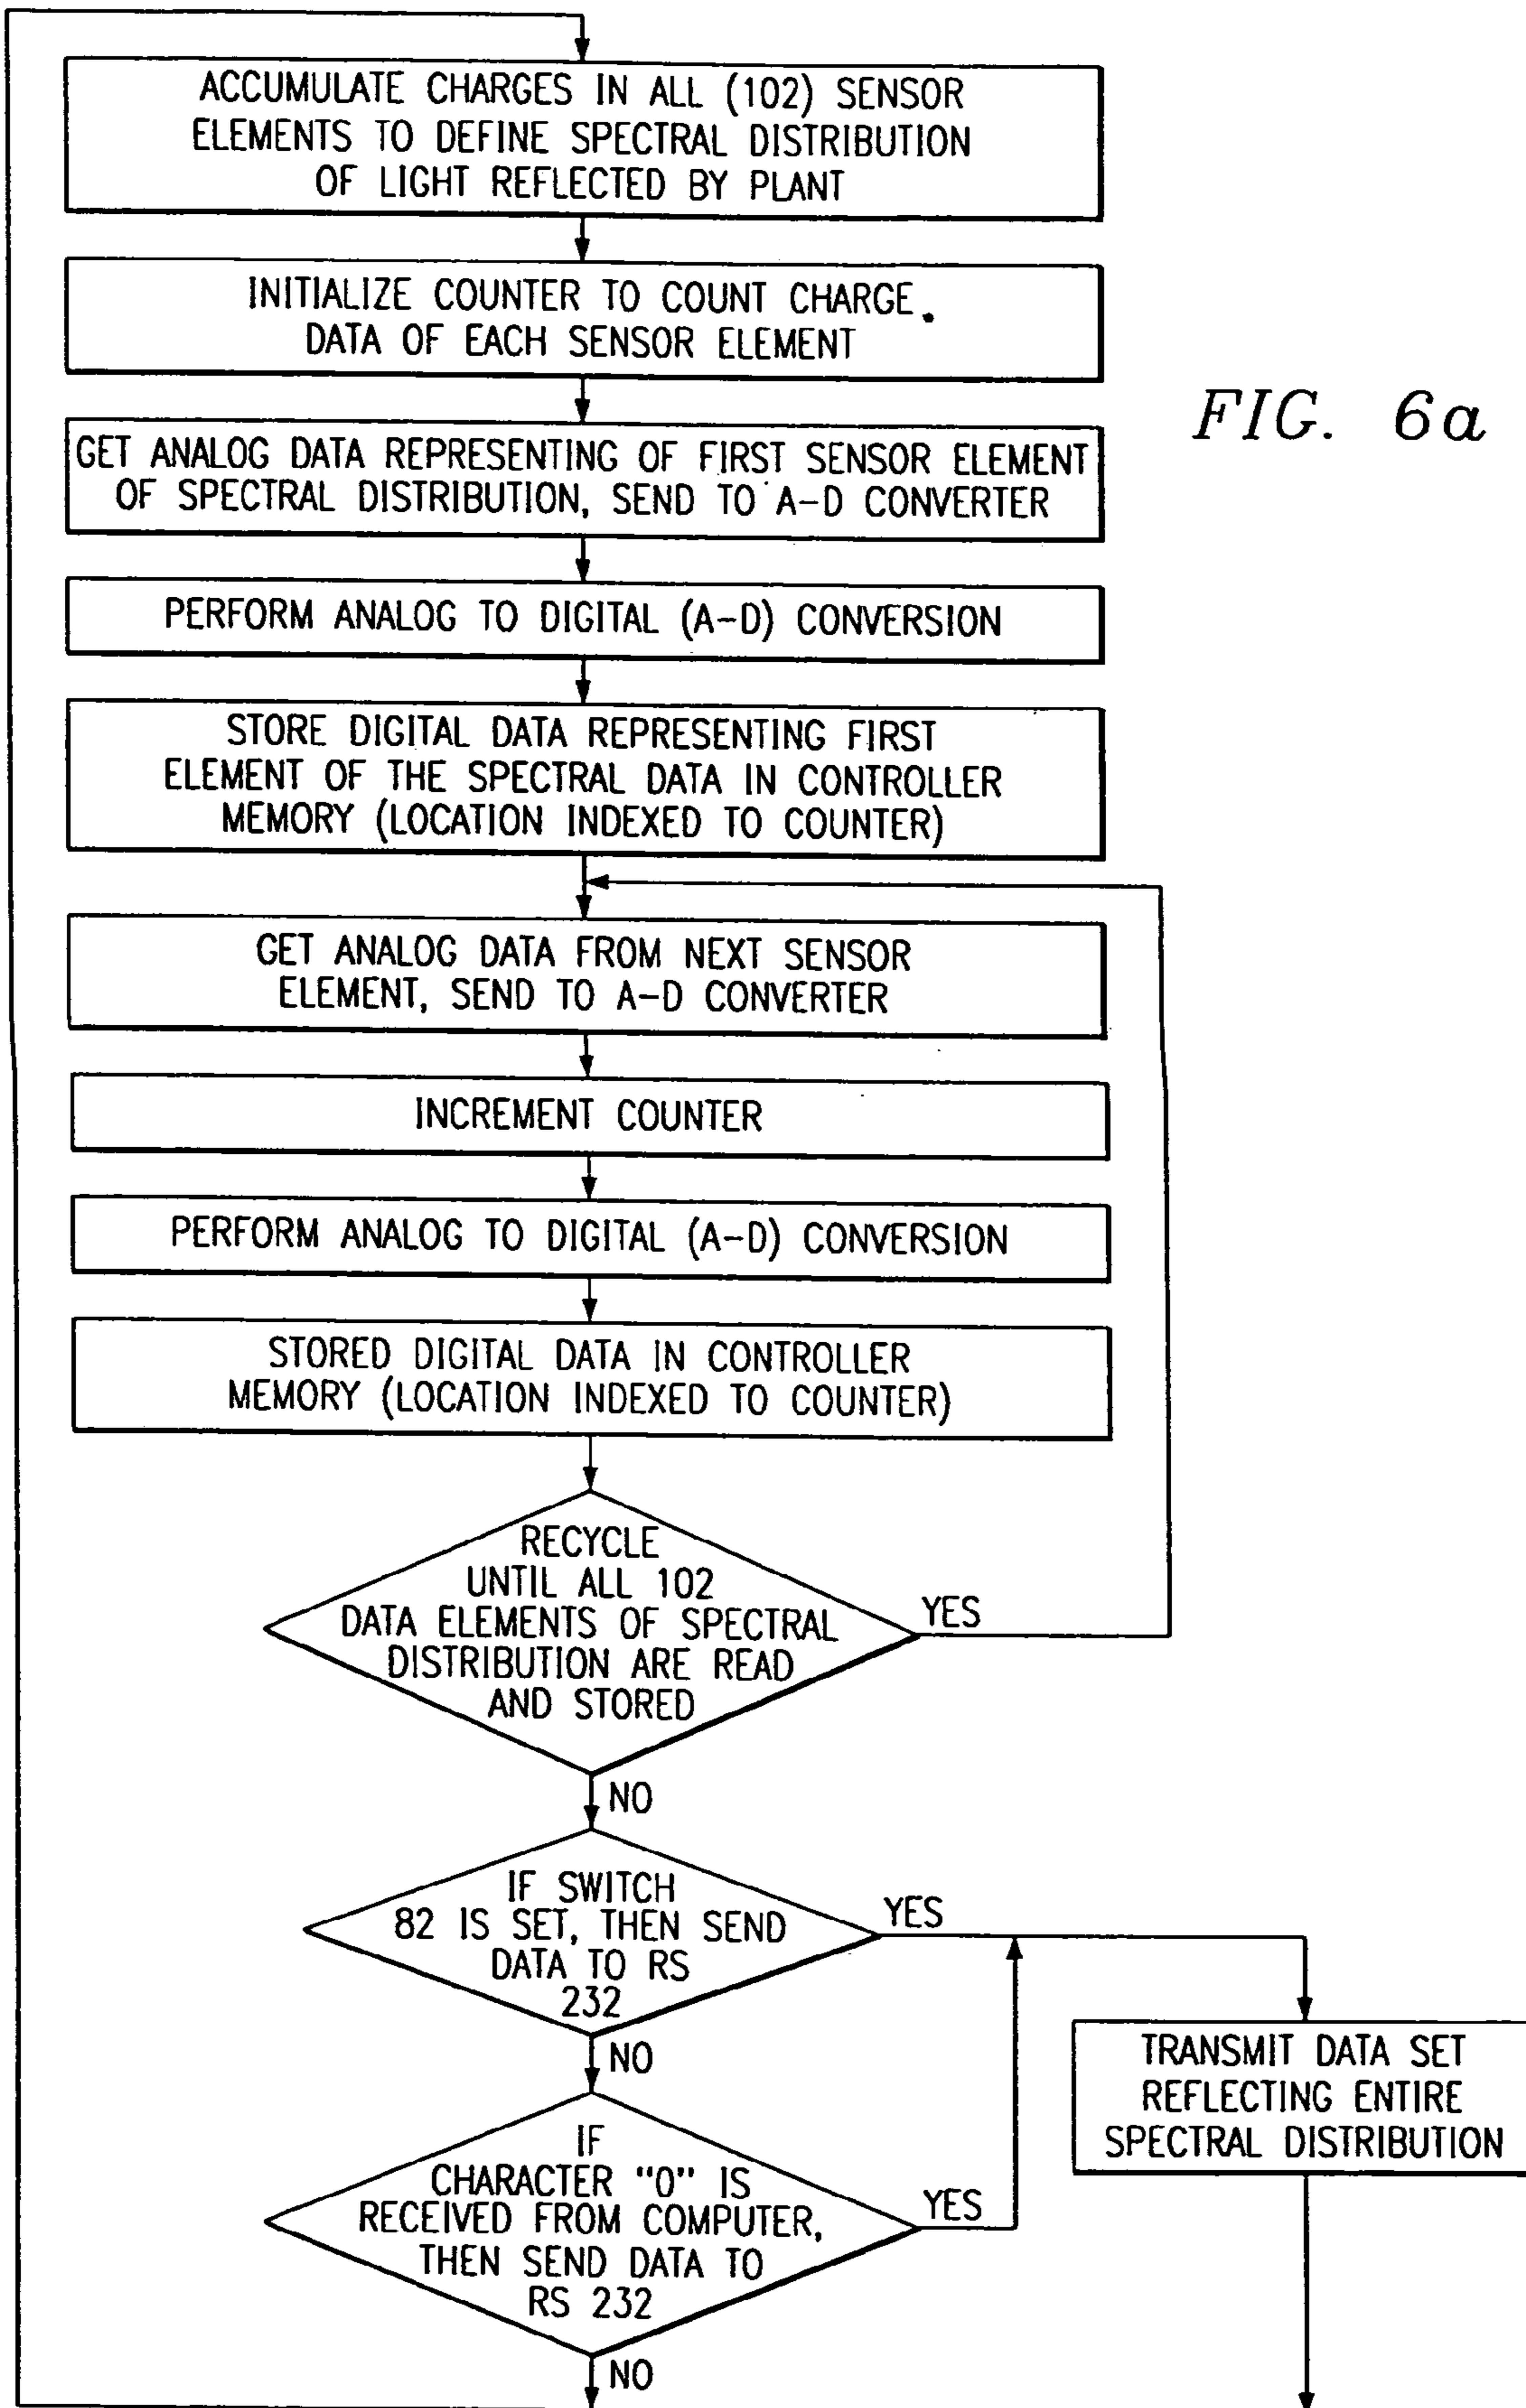 ACCUMULATE CHARGES IN ALL (102) SENSOR
ELEMENTS TO DEFINE SPECTRAL DISTRIBUTION
OF LIGHT REFLECTED BY PLANT
INITIALIZE COUNTER TO COUNT CHARGE.
DATA OF EACH SENSOR ELEMENT
FIG. 6a
GET ANALOG DATA REPRESENTING OF FIRST SENSOR ELEMENT
OF SPECTRAL DISTRIBUTION, SEND TO A-D CONVERTER
PERFORM ANALOG TO DIGITAL (A-D) CONVERSION
STORE DIGITAL DATA REPRESENTING FIRST
ELEMENT OF THE SPECTRAL DATA IN CONTROLLER
MEMORY (LOCATION INDEXED TO COUNTER)
GET ANALOG DATA FROM NEXT SENSOR
ELEMENT, SEND TO A-D CONVERTER
INCREMENT COUNTER
PERFORM ANALOG TO DIGITAL (A-D) CONVERSION
STORED DIGITAL DATA IN CONTROLLER
MEMORY (LOCATION INDEXED TO COUNTER)
RECYCLE
UNTIL ALL 102
DATA ELEMENTS OF SPECTRAL
DISTRIBUTION ARE READ
AND STORED
YES
NO
IF SWITCH
82 IS SET, THEN SEND
DATA TO RS
232
YES
NO
TRANSMIT DATA SET
REFLECTING ENTIRE
SPECTRAL DISTRIBUTION
IF
CHARACTER "0" IS
RECEIVED FROM COMPUTER,
THEN SEND DATA TO
RS 232
YES
NO